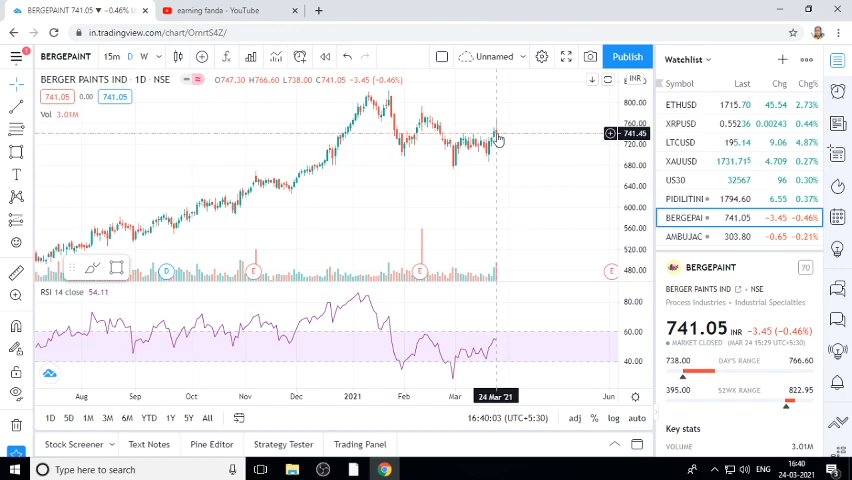 BERGEPAINT 741.05 ▼ −0.46%
earning fanda - YouTube
in.tradingview.com/chart/OrnrtS4Z/
BERGEPAINT 15m D W Unnamed Publish
BERGER PAINTS IND · 1D · NSE O747.30 H766.60 L738.00 C741.05 −3.45 (−0.46%)
INR
741.05 0.00 741.05
Vol 3.01M
800.00
760.00
741.45
720.00
680.00
640.00
600.00
560.00
520.00
480.00
D E E E
RSI 14 close 54.11
80.00
60.00
40.00
Aug Sep Oct Nov Dec 2021 Feb Mar 24 Mar '21 Jun
1D 5D 1M 3M 6M YTD 1Y 5Y All 16:40:03 (UTC+5:30) adj % log auto
Stock Screener Text Notes Pine Editor Strategy Tester Trading Panel
Watchlist
Symbol Last Chg Chg%
ETHUSD 1715.70 45.54 2.73%
XRPUSD 0.55236 0.00243 0.44%
LTCUSD 195.14 9.06 4.87%
XAUUSD 1731.715 4.709 0.27%
US30 32567 96 0.30%
PIDILITINI 1794.60 6.55 0.37%
BERGEPAI 741.05 −3.45 −0.46%
AMBUJAC 303.80 −0.65 −0.21%
BERGEPAINT 70
BERGER PAINTS IND · NSE
Process Industries · Industrial Specialties
741.05 INR −3.45 (−0.46%)
MARKET CLOSED (MAR 24 15:29 UTC+5:30)
738.00 DAY'S RANGE 766.60
395.00 52WK RANGE 822.95
Key stats
VOLUME 3.01M
Type here to search
ENG
16:40
24-03-2021
3